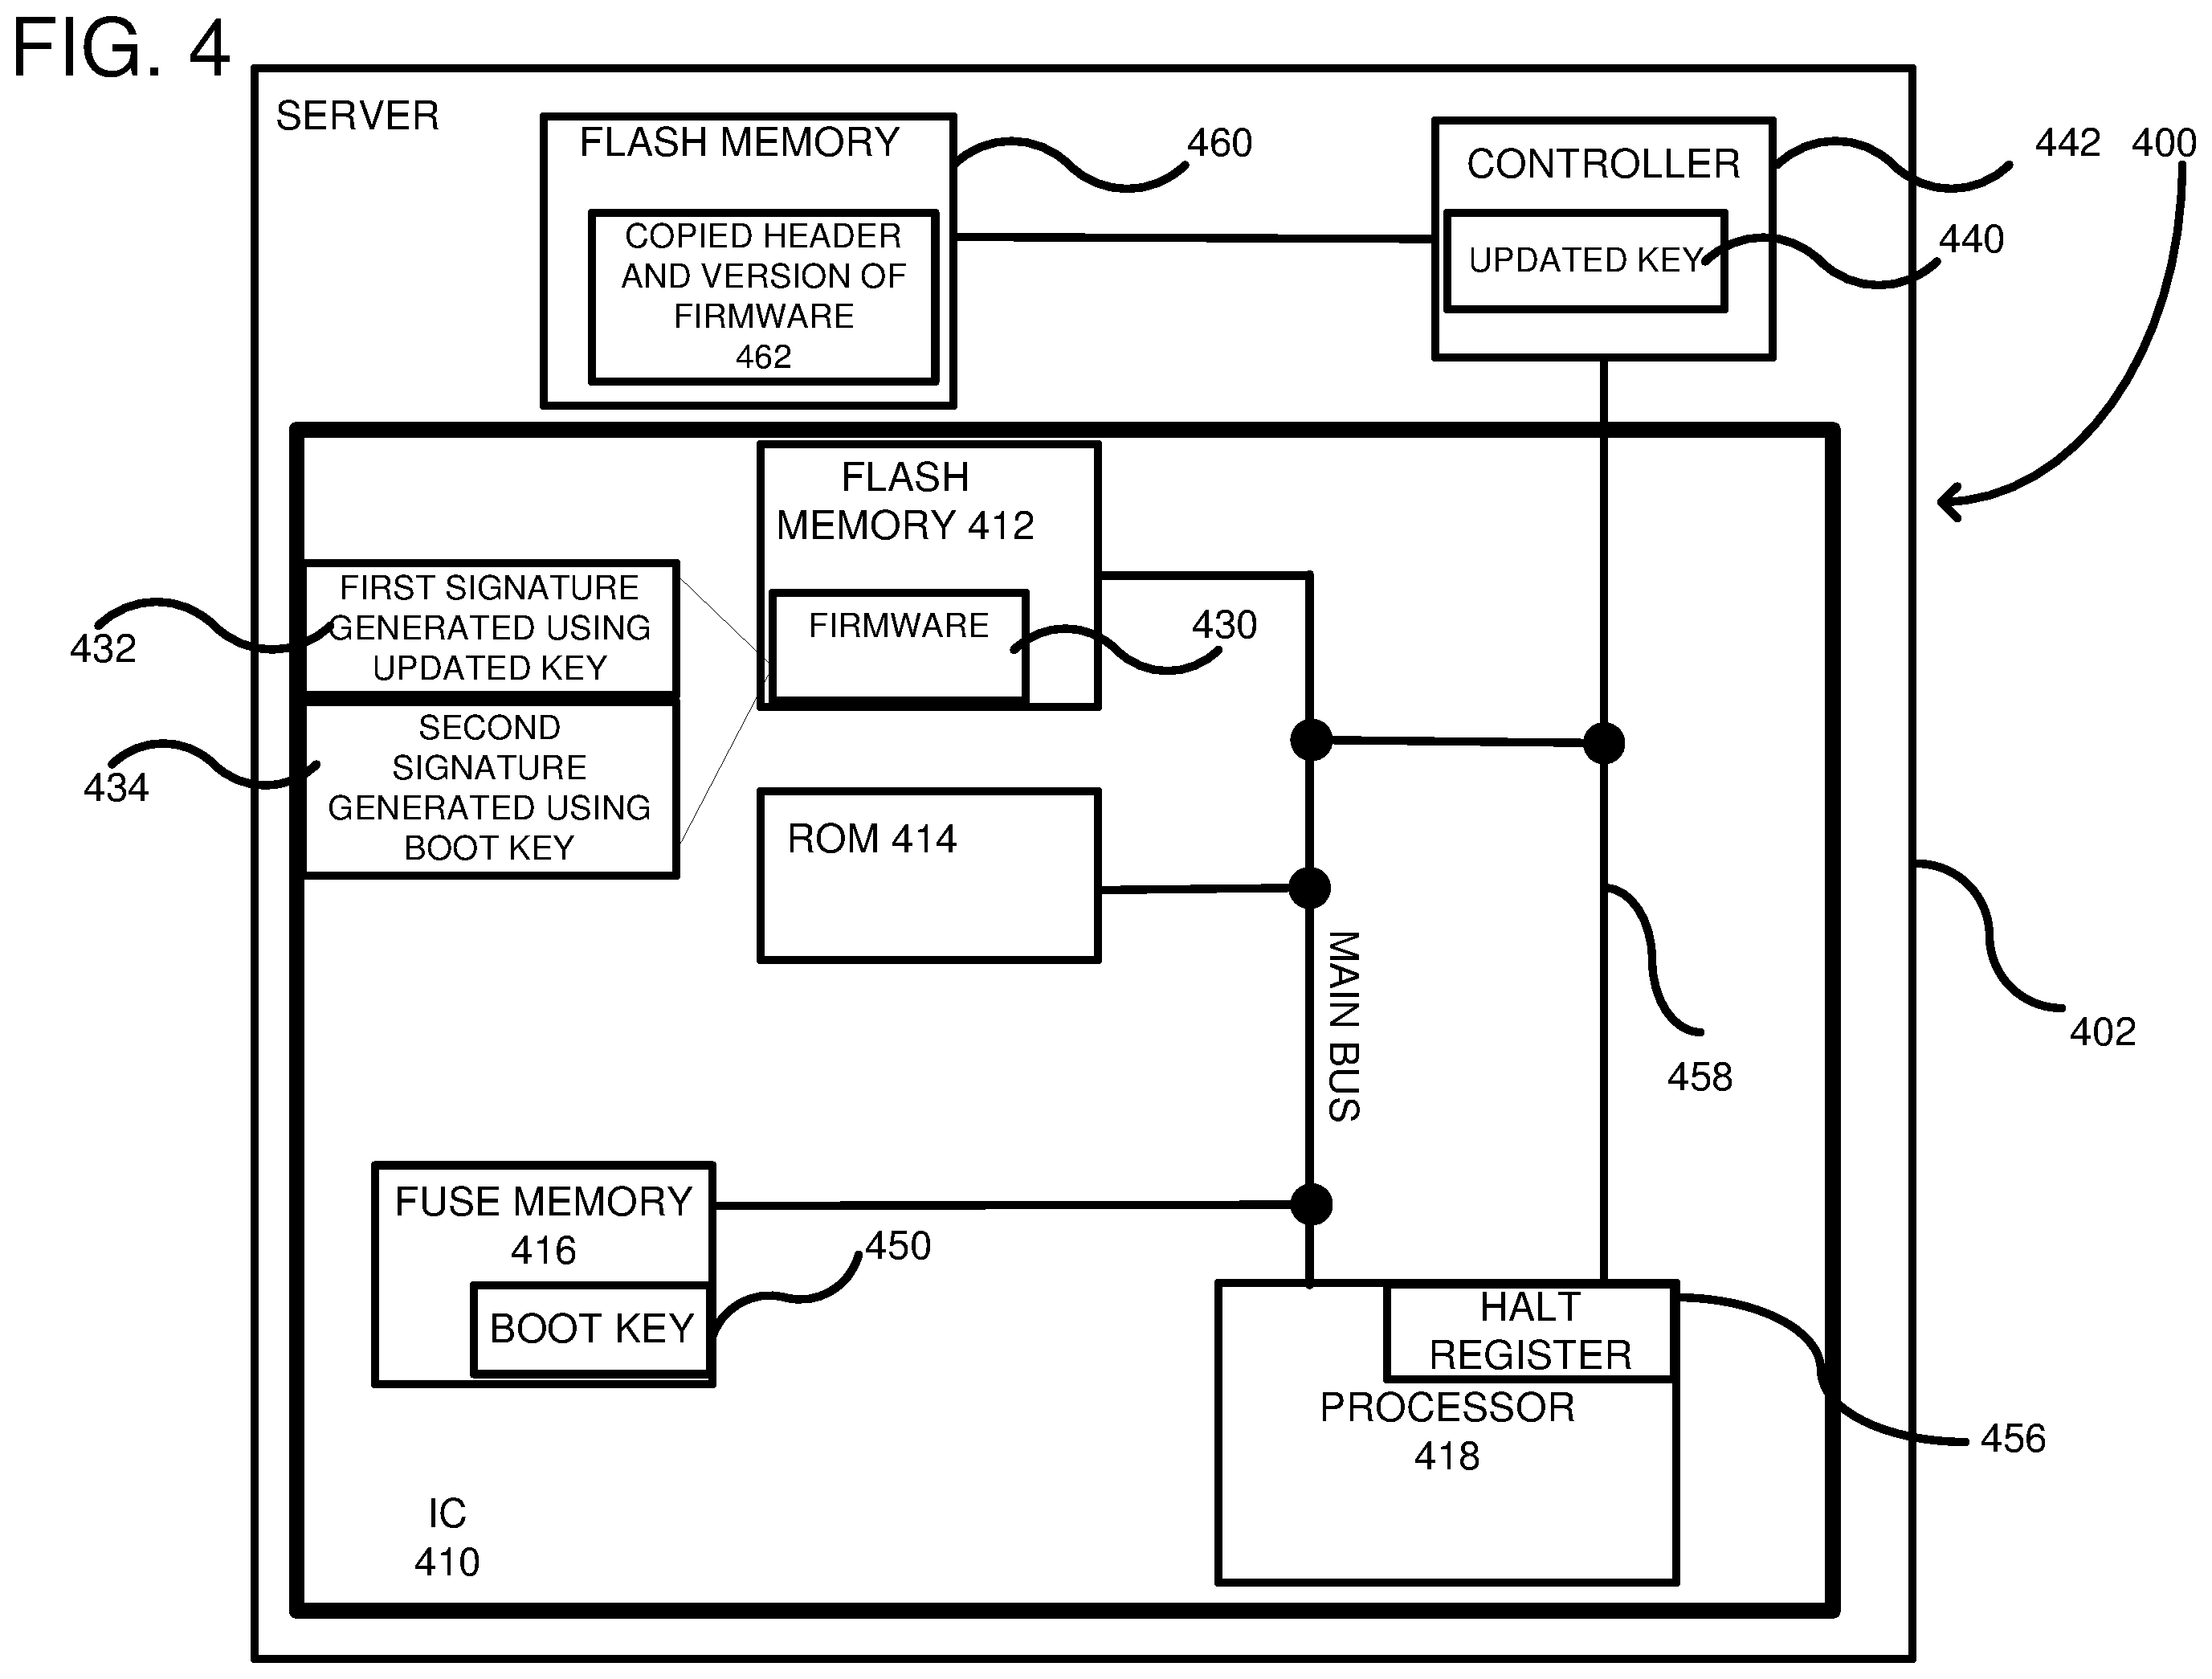 FIG. 4
SERVER
FLASH MEMORY
460
COPIED HEADER
AND VERSION OF
FIRMWARE
462
CONTROLLER
442
400
UPDATED KEY
440
FLASH
MEMORY 412
FIRMWARE
430
FIRST SIGNATURE
GENERATED USING
UPDATED KEY
432
SECOND
SIGNATURE
GENERATED USING
BOOT KEY
434
ROM 414
MAIN BUS
458
402
FUSE MEMORY
416
BOOT KEY
450
HALT
REGISTER
PROCESSOR
418
456
IC
410